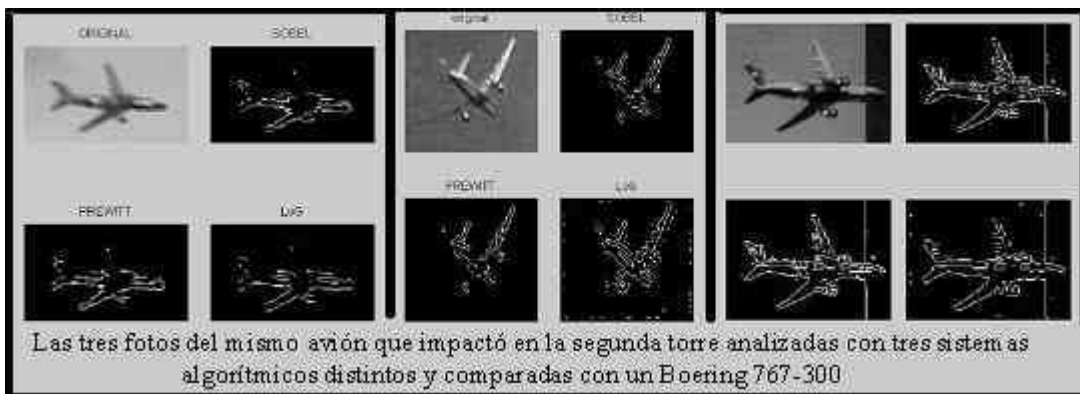 ORIGINAL SOBEL
original SOBEL
PREWITT LoG
PREWITT LoG
Las tres fotos del mismo avión que impactó en la segunda torre analizadas con tres sistemas
algorítmicos distintos y comparadas con un Boering 767-300